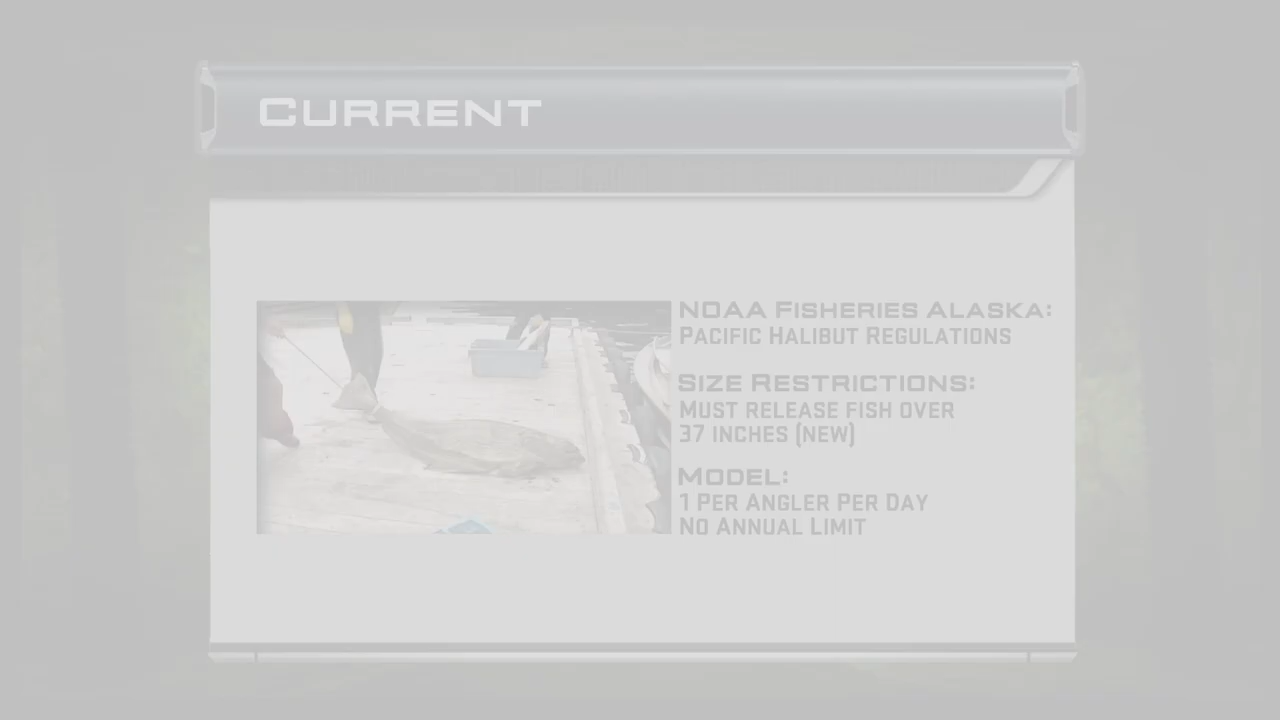 CURRENT
NOAA FISHERIES ALASKA:
PACIFIC HALIBUT REGULATIONS
SIZE RESTRICTIONS:
MUST RELEASE FISH OVER
37 INCHES (NEW)
MODEL:
1 PER ANGLER PER DAY
NO ANNUAL LIMIT